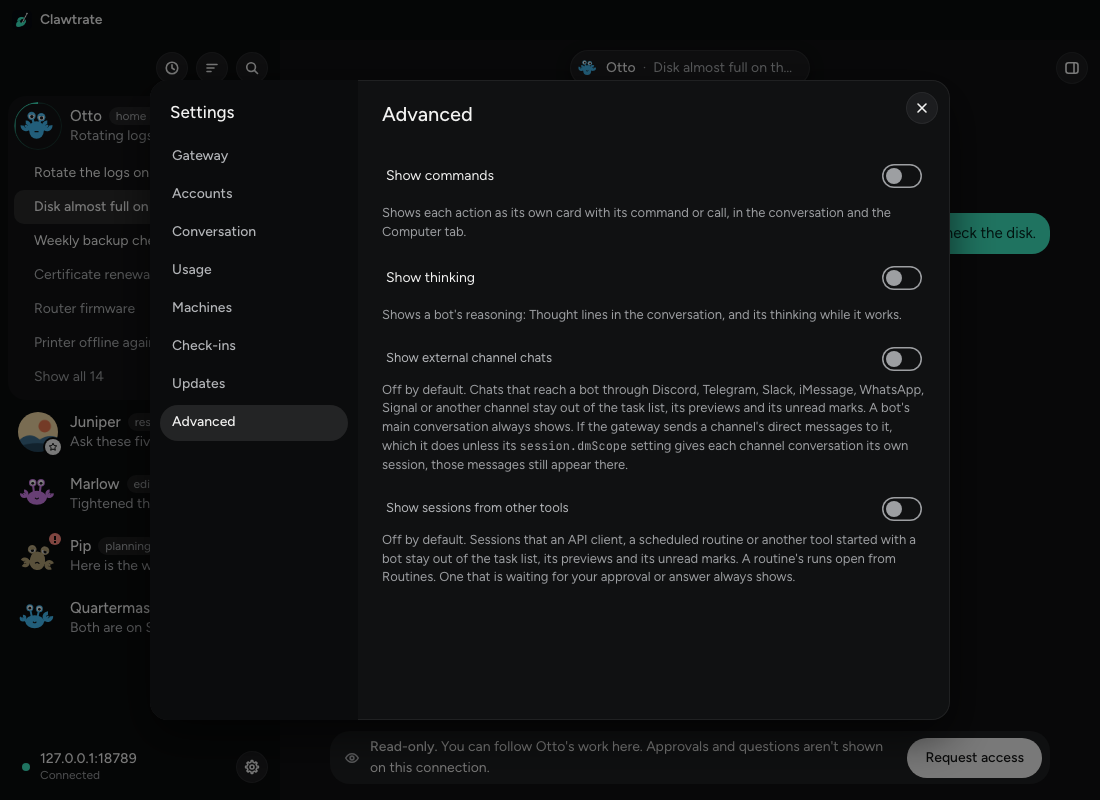 Clawtrate
Otto · Disk almost full on th...
Otto home
Rotating logs
Rotate the logs on
Disk almost full on
Weekly backup che
Certificate renewa
Router firmware
Printer offline agai
Show all 14
Juniper res
Ask these five
Marlow edi
Tightened th
Pip planning
Here is the w
Quartermas
Both are on S
127.0.0.1:18789
Connected
Settings
Gateway
Accounts
Conversation
Usage
Machines
Check-ins
Updates
Advanced
Advanced
Show commands
Shows each action as its own card with its command or call, in the conversation and the
Computer tab.
Show thinking
Shows a bot's reasoning: Thought lines in the conversation, and its thinking while it works.
Show external channel chats
Off by default. Chats that reach a bot through Discord, Telegram, Slack, iMessage, WhatsApp,
Signal or another channel stay out of the task list, its previews and its unread marks. A bot's
main conversation always shows. If the gateway sends a channel's direct messages to it,
which it does unless its session.dmScope setting gives each channel conversation its own
session, those messages still appear there.
Show sessions from other tools
Off by default. Sessions that an API client, a scheduled routine or another tool started with a
bot stay out of the task list, its previews and its unread marks. A routine's runs open from
Routines. One that is waiting for your approval or answer always shows.
eck the disk.
Read-only. You can follow Otto's work here. Approvals and questions aren't shown
on this connection.
Request access